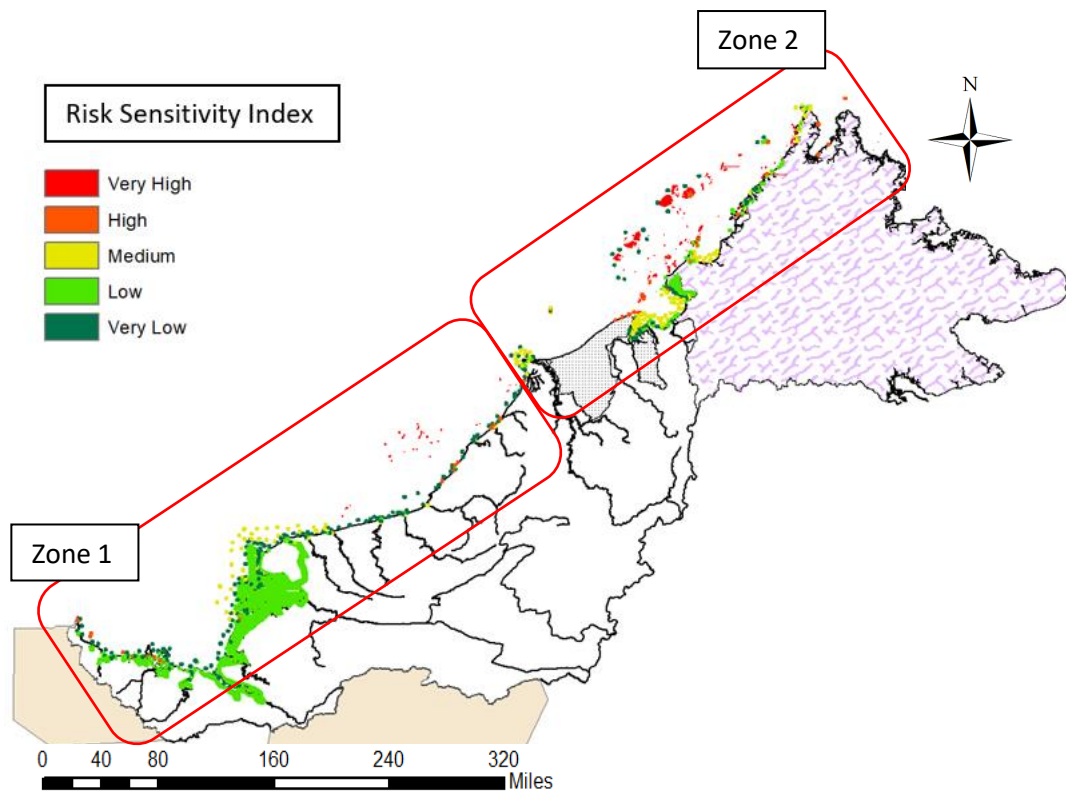 Zone 2
N
Risk Sensitivity Index
Very High
High
Medium
Low
Very Low
Zone 1
0 40 80 160 240 320
Miles